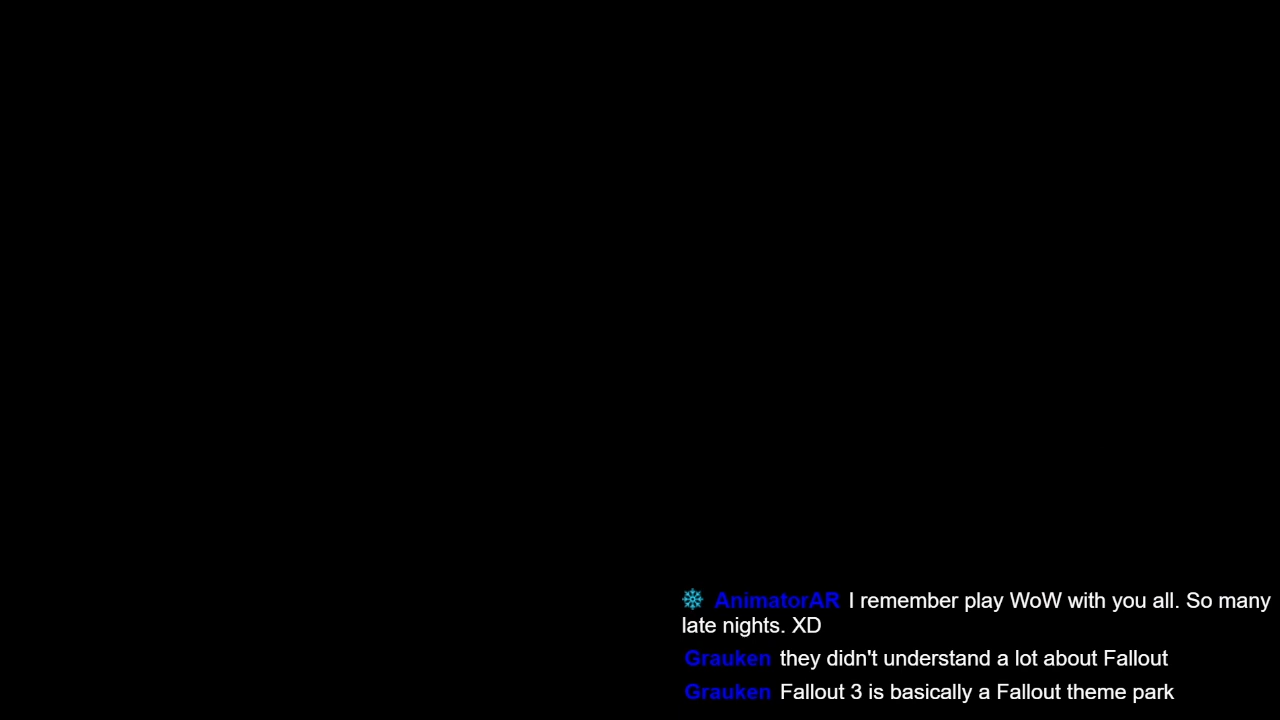 AnimatorAR I remember play WoW with you all. So many
late nights. XD
Grauken they didn't understand a lot about Fallout
Grauken Fallout 3 is basically a Fallout theme park